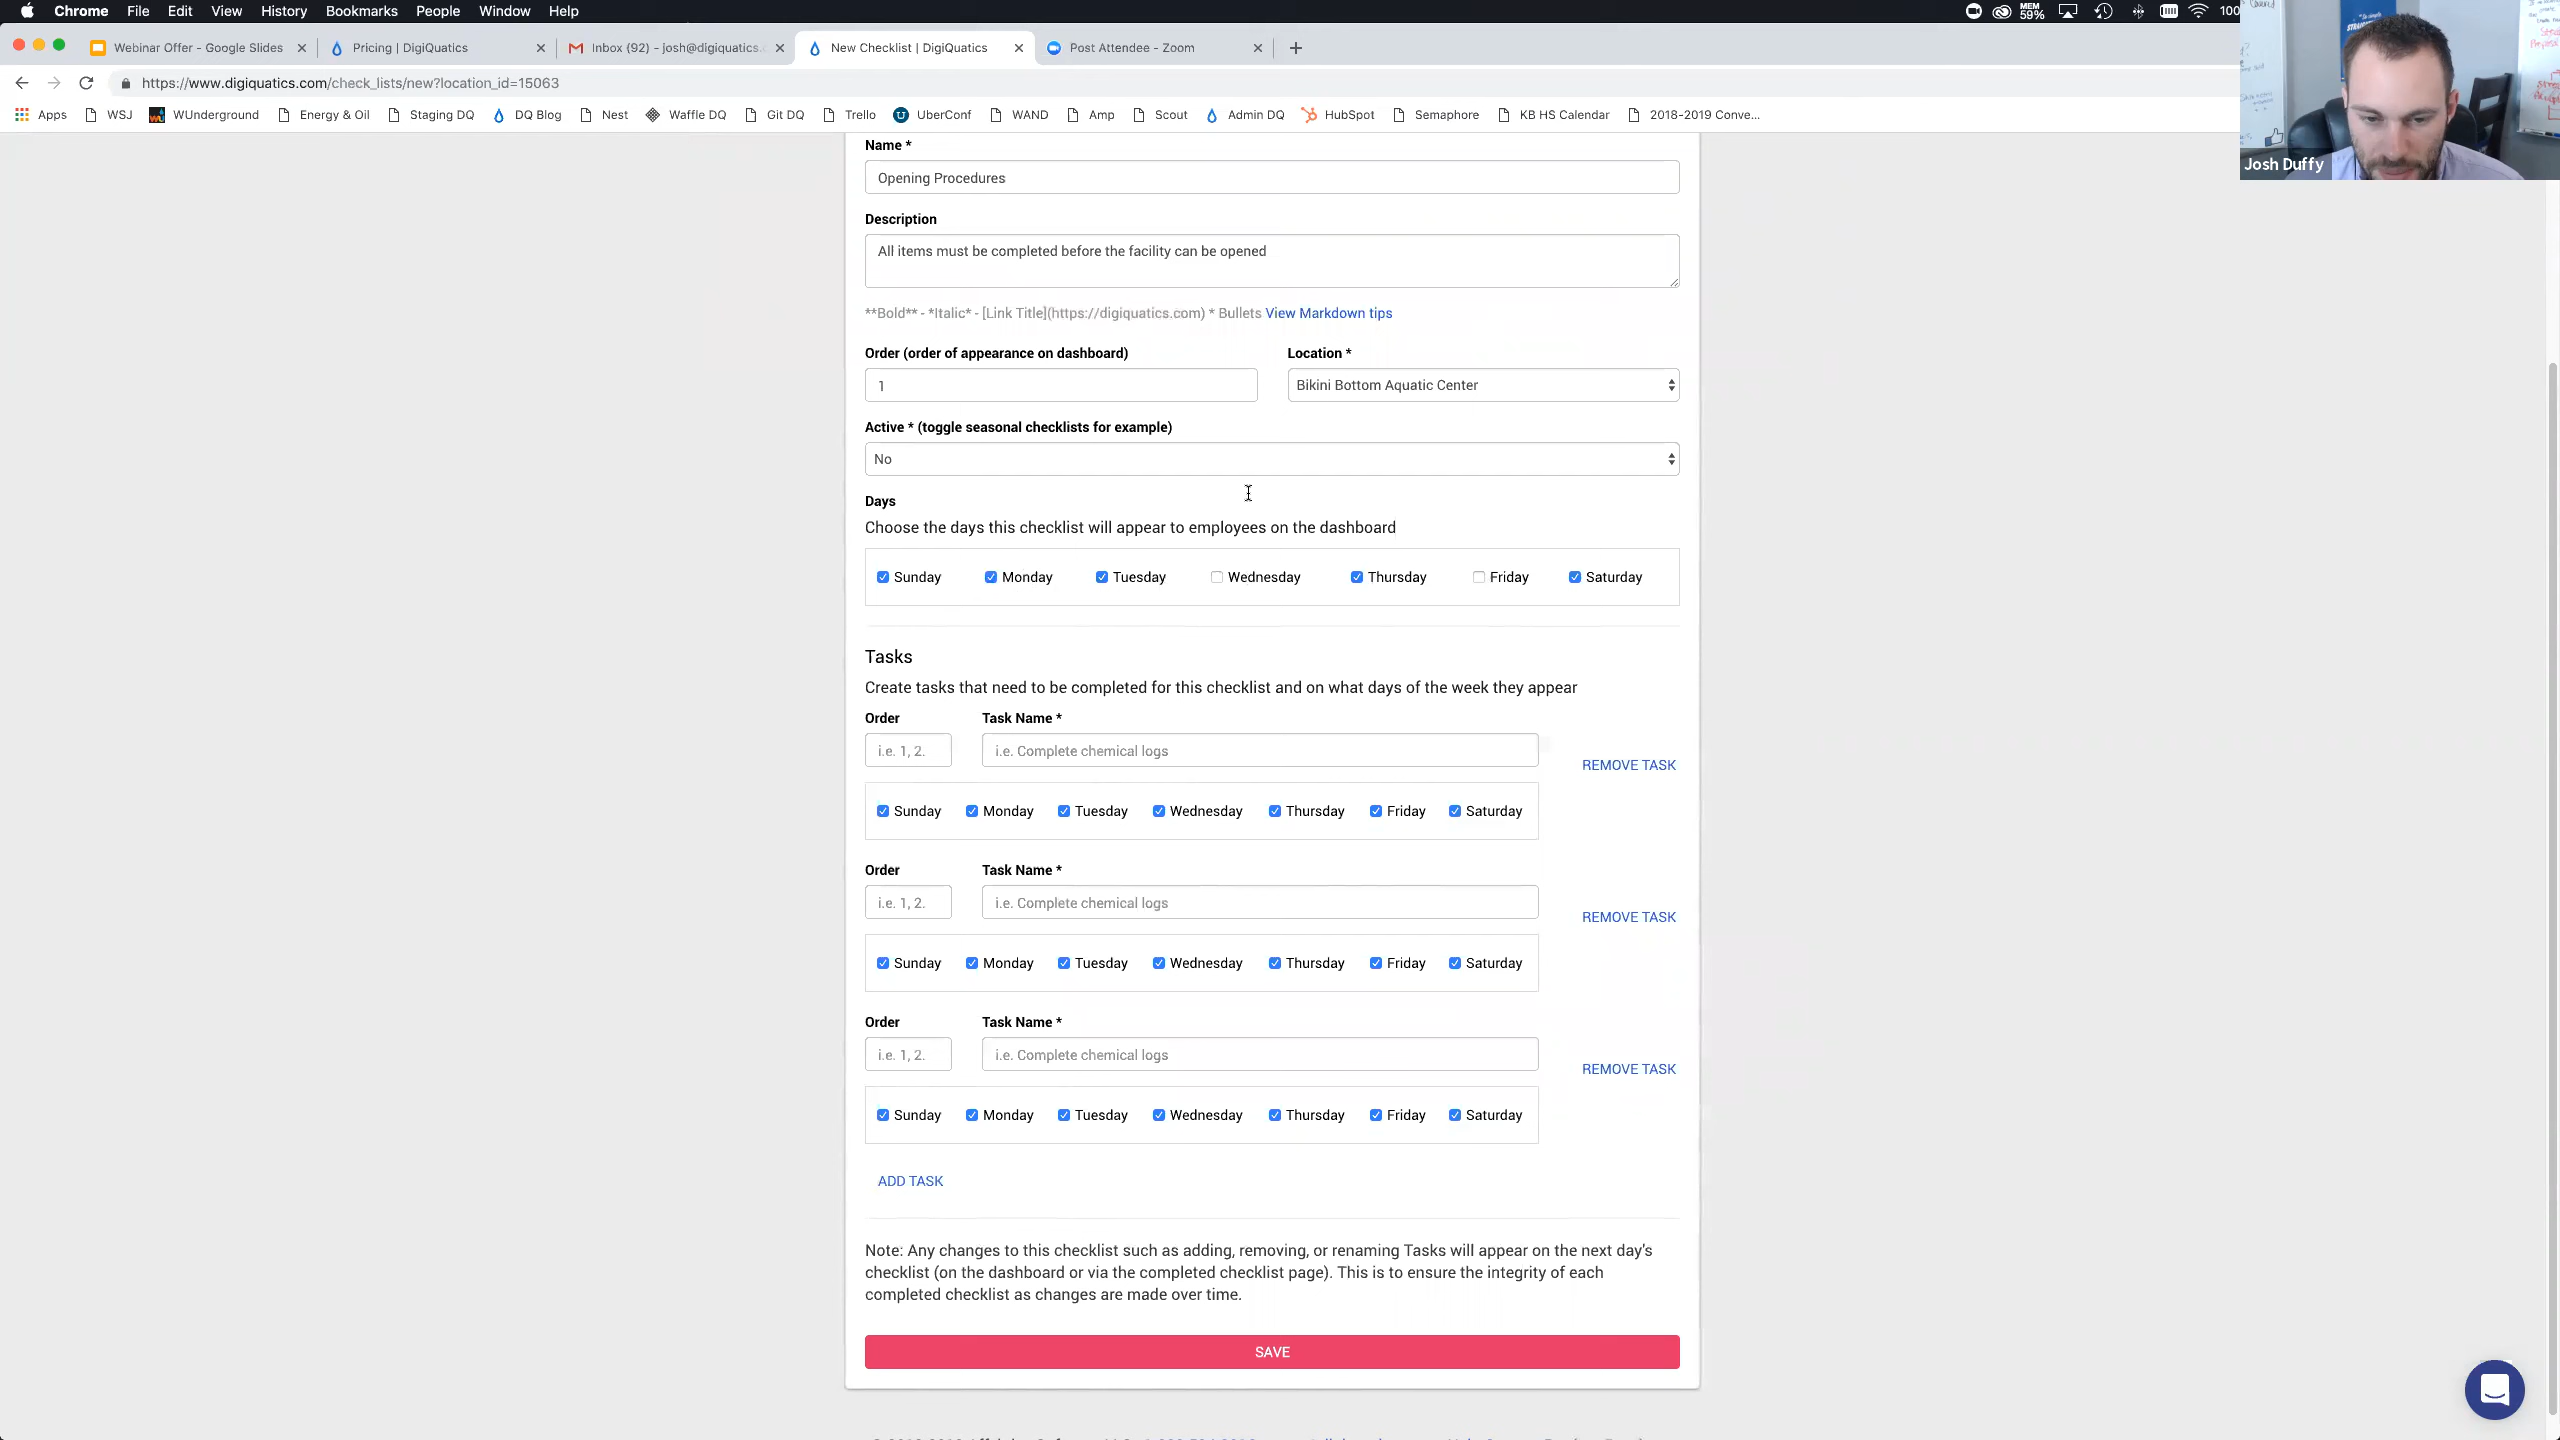 Chrome File Edit View History Bookmarks People Window Help MEM 59% 100
Webinar Offer - Google Slides Pricing | DigiQuatics Inbox (92) - josh@digiquatics.c New Checklist | DigiQuatics Post Attendee - Zoom
https://www.digiquatics.com/check_lists/new?location_id=15063
Apps WSJ WUnderground Energy & Oil Staging DQ DQ Blog Nest Waffle DQ Git DQ Trello UberConf WAND Amp Scout Admin DQ HubSpot Semaphore KB HS Calendar 2018-2019 Conve...
Josh Duffy
Name *
Opening Procedures
Description
All items must be completed before the facility can be opened
**Bold** - *Italic* - [Link Title](https://digiquatics.com) * Bullets View Markdown tips
Order (order of appearance on dashboard) Location *
1 Bikini Bottom Aquatic Center
Active * (toggle seasonal checklists for example)
No
Days
Choose the days this checklist will appear to employees on the dashboard
Sunday Monday Tuesday Wednesday Thursday Friday Saturday
Tasks
Create tasks that need to be completed for this checklist and on what days of the week they appear
Order Task Name *
i.e. 1, 2. i.e. Complete chemical logs
REMOVE TASK
Sunday Monday Tuesday Wednesday Thursday Friday Saturday
Order Task Name *
i.e. 1, 2. i.e. Complete chemical logs
REMOVE TASK
Sunday Monday Tuesday Wednesday Thursday Friday Saturday
Order Task Name *
i.e. 1, 2. i.e. Complete chemical logs
REMOVE TASK
Sunday Monday Tuesday Wednesday Thursday Friday Saturday
ADD TASK
Note: Any changes to this checklist such as adding, removing, or renaming Tasks will appear on the next day's
checklist (on the dashboard or via the completed checklist page). This is to ensure the integrity of each
completed checklist as changes are made over time.
SAVE